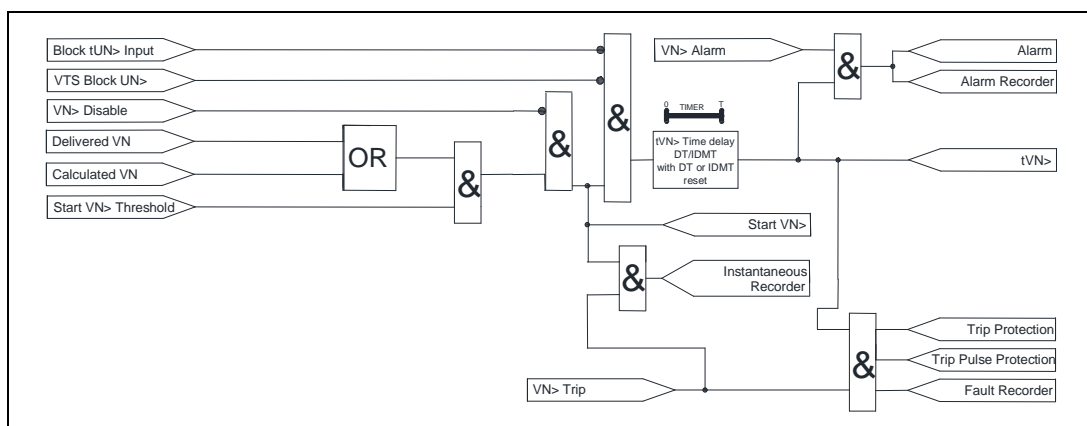 Block tUN> Input
VTS Block UN>
VN> Disable
Delivered VN
Calculated VN
Start VN> Threshold
OR
&
&
&
0 TIMER T
tVN> Time delay
DT/IDMT
with DT or IDMT
reset
VN> Alarm
&
Alarm
Alarm Recorder
tVN>
Start VN>
&
Instantaneous
Recorder
VN> Trip
&
Trip Protection
Trip Pulse Protection
Fault Recorder